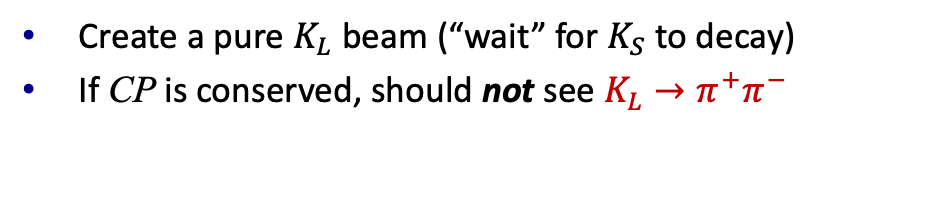 • Create a pure K_L beam (“wait” for K_S to decay)
• If CP is conserved, should not see K_L → π⁺π⁻